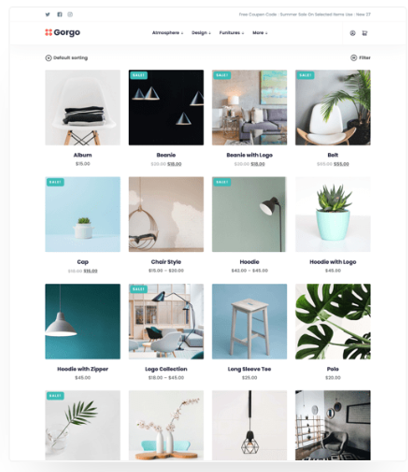 Free Coupon Code - Summer Sale On Selected Items Use - New 27
Gorgo
Atmosphere Design Furnitures More
Default sorting Filter
SALE! SALE! SALE!
Album Beanie Beanie with Logo Belt
$15.00 $20.00 $18.00 $20.00 $18.00 $55.00
SALE! SALE!
Cap Chair Style Hoodie Hoodie with Logo
$18.00 $16.00 $15.00 – $20.00 $42.00 – $45.00 $45.00
SALE!
Hoodie with Zipper Logo Collection Long Sleeve Tee Polo
$45.00 $18.00 – $45.00 $25.00 $20.00
SALE!